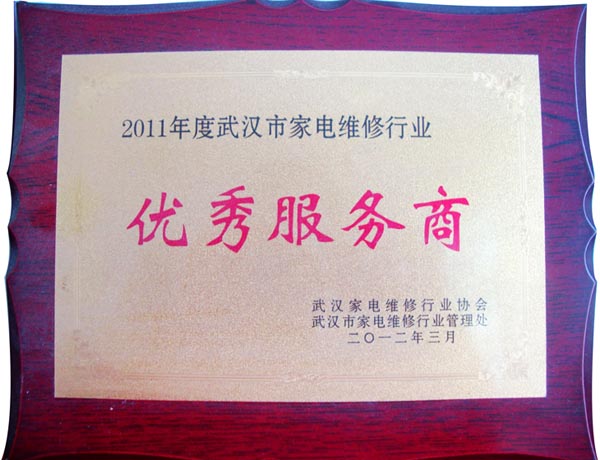 2011年度武汉市家电维修行业
优秀服务商
武汉家电维修行业协会
武汉市家电维修行业管理处
二〇一二年三月